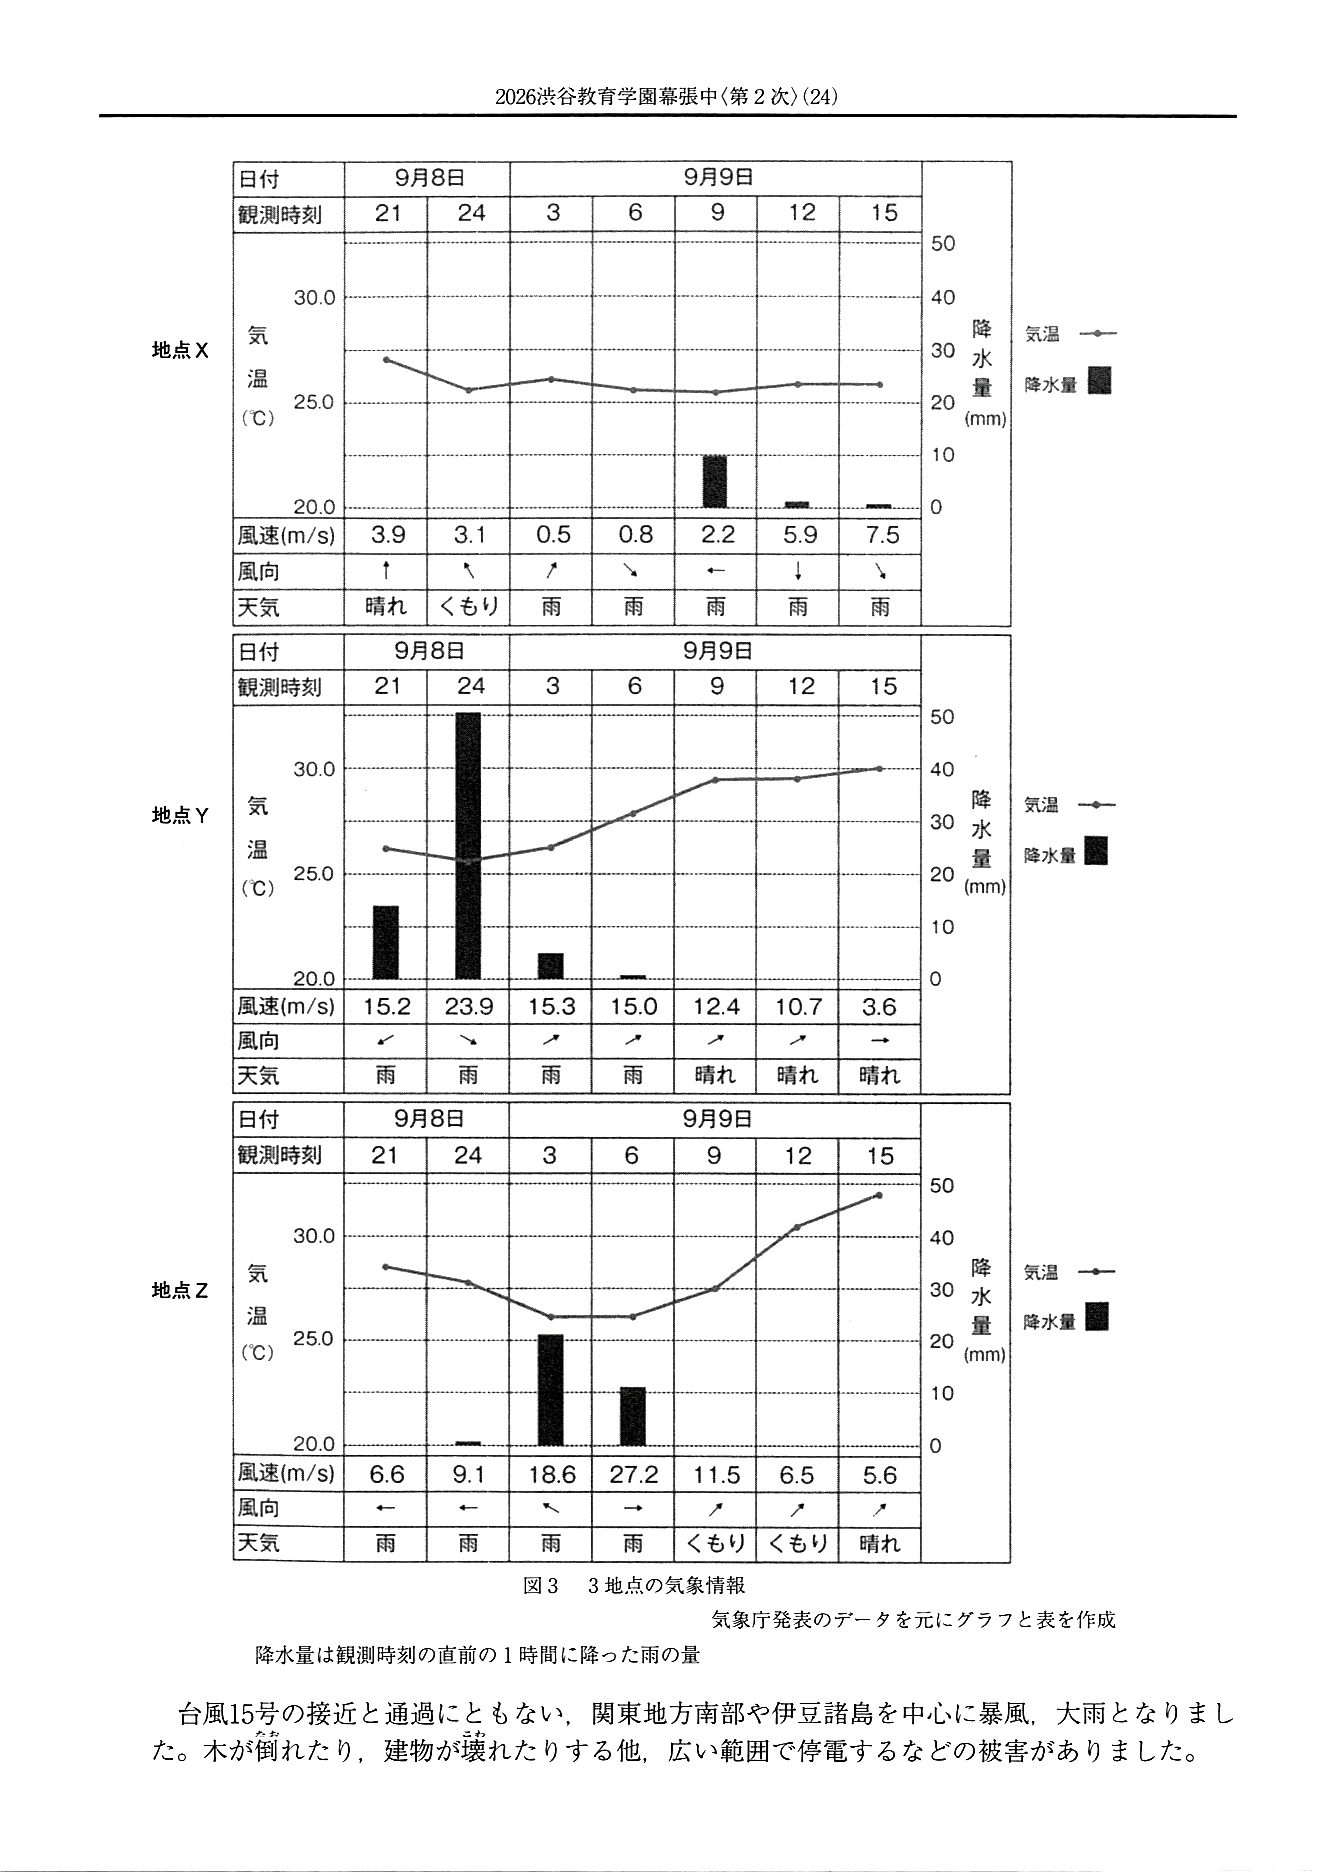 2026渋谷教育学園幕張中〈第2次〉(24)
地点X
日付 9月8日 9月9日
観測時刻 21 24 3 6 9 12 15
気温(℃) 30.0 25.0 20.0
降水量(mm) 50 40 30 20 10 0
気温
降水量
風速(m/s) 3.9 3.1 0.5 0.8 2.2 5.9 7.5
風向 ↑ ↖ ↗ ↘ ← ↓ ↘
天気 晴れ くもり 雨 雨 雨 雨 雨
地点Y
日付 9月8日 9月9日
観測時刻 21 24 3 6 9 12 15
気温(℃) 30.0 25.0 20.0
降水量(mm) 50 40 30 20 10 0
気温
降水量
風速(m/s) 15.2 23.9 15.3 15.0 12.4 10.7 3.6
風向 ↙ ↘ ↗ ↗ ↗ ↗ →
天気 雨 雨 雨 雨 晴れ 晴れ 晴れ
地点Z
日付 9月8日 9月9日
観測時刻 21 24 3 6 9 12 15
気温(℃) 30.0 25.0 20.0
降水量(mm) 50 40 30 20 10 0
気温
降水量
風速(m/s) 6.6 9.1 18.6 27.2 11.5 6.5 5.6
風向 ← ← ↖ → ↗ ↗ ↗
天気 雨 雨 雨 雨 くもり くもり 晴れ
図3 3地点の気象情報
気象庁発表のデータを元にグラフと表を作成
降水量は観測時刻の直前の1時間に降った雨の量
台風15号の接近と通過にともない，関東地方南部や伊豆諸島を中心に暴風，大雨となりまし
た。木が倒れたり，建物が壊れたりする他，広い範囲で停電するなどの被害がありました。